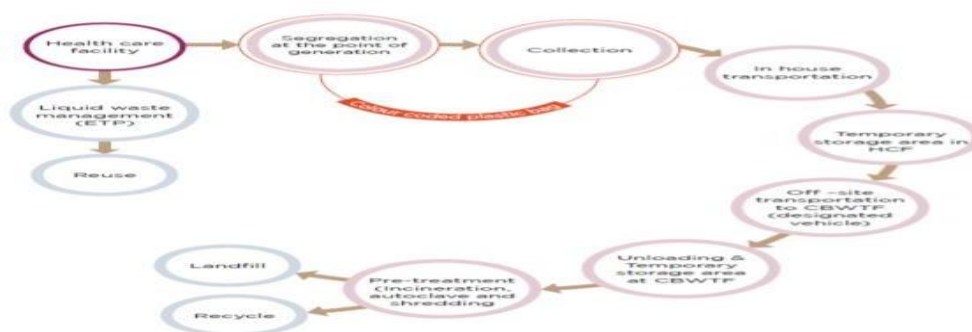 Health care
facility
Segregation
at the point of
generation
Collection
In house
transportation
Colour coded plastic bag
Liquid waste
management
(ETP)
Reuse
Temporary
storage area in
HCF
Off -site
transportation
to CBWTF
(designated
vehicle)
Unloading &
Temporary
storage area
at CBWTF
Pre-treatment
(Incineration,
autoclave and
shredding
Landfill
Recycle